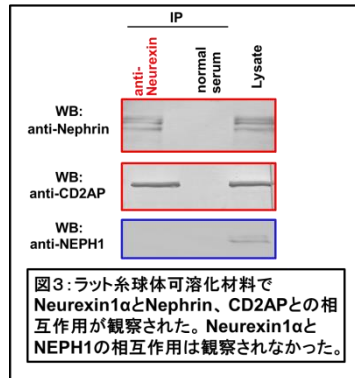 IP
anti-
Neurexin
normal
serum
Lysate
WB:
anti-Nephrin
WB:
anti-CD2AP
WB:
anti-NEPH1
図3:ラット糸球体可溶化材料で
Neurexin1αとNephrin、CD2APとの相
互作用が観察された。Neurexin1αと
NEPH1の相互作用は観察されなかった。